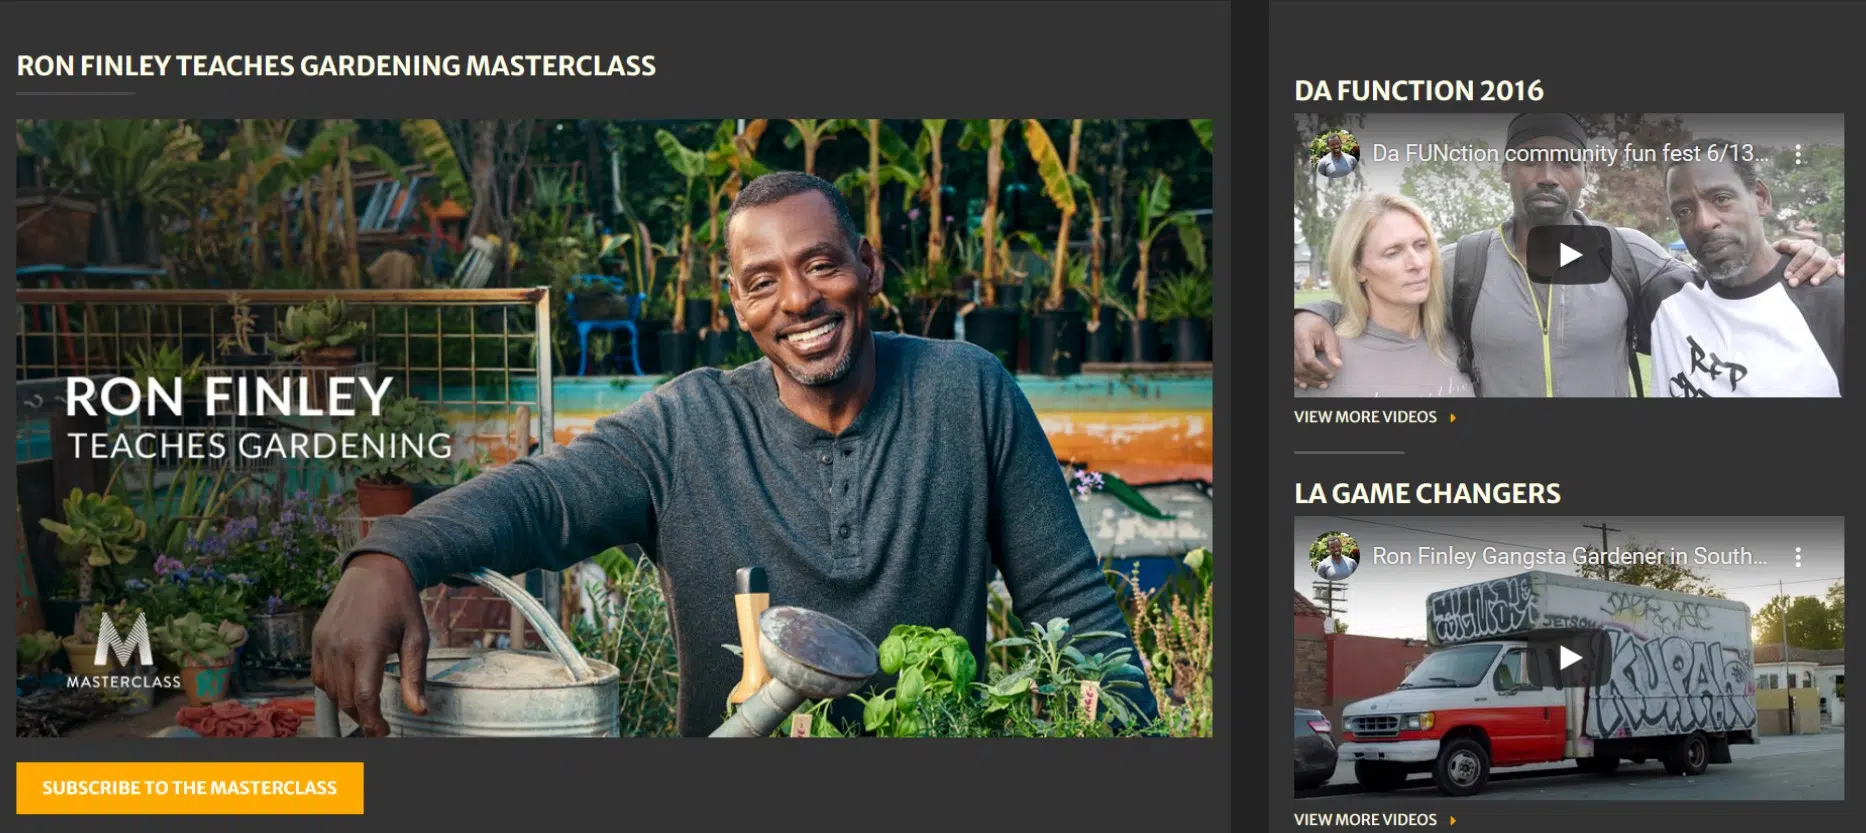 RON FINLEY TEACHES GARDENING MASTERCLASS
RON FINLEY
TEACHES GARDENING
MASTERCLASS
SUBSCRIBE TO THE MASTERCLASS
DA FUNCTION 2016
Da FUNction community fun fest 6/13...
VIEW MORE VIDEOS
LA GAME CHANGERS
Ron Finley Gangsta Gardener in South...
JETSON
KUPAH
VIEW MORE VIDEOS